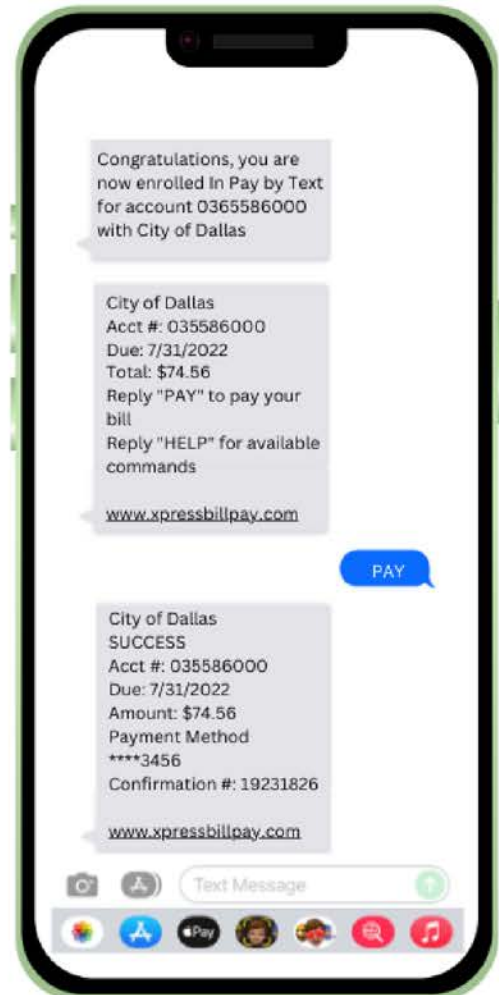 Congratulations, you are
now enrolled In Pay by Text
for account 0365586000
with City of Dallas
City of Dallas
Acct #: 035586000
Due: 7/31/2022
Total: $74.56
Reply "PAY" to pay your
bill
Reply "HELP" for available
commands
www.xpressbillpay.com
PAY
City of Dallas
SUCCESS
Acct #: 035586000
Due: 7/31/2022
Amount: $74.56
Payment Method
****3456
Confirmation #: 19231826
www.xpressbillpay.com
Text Message
Pay